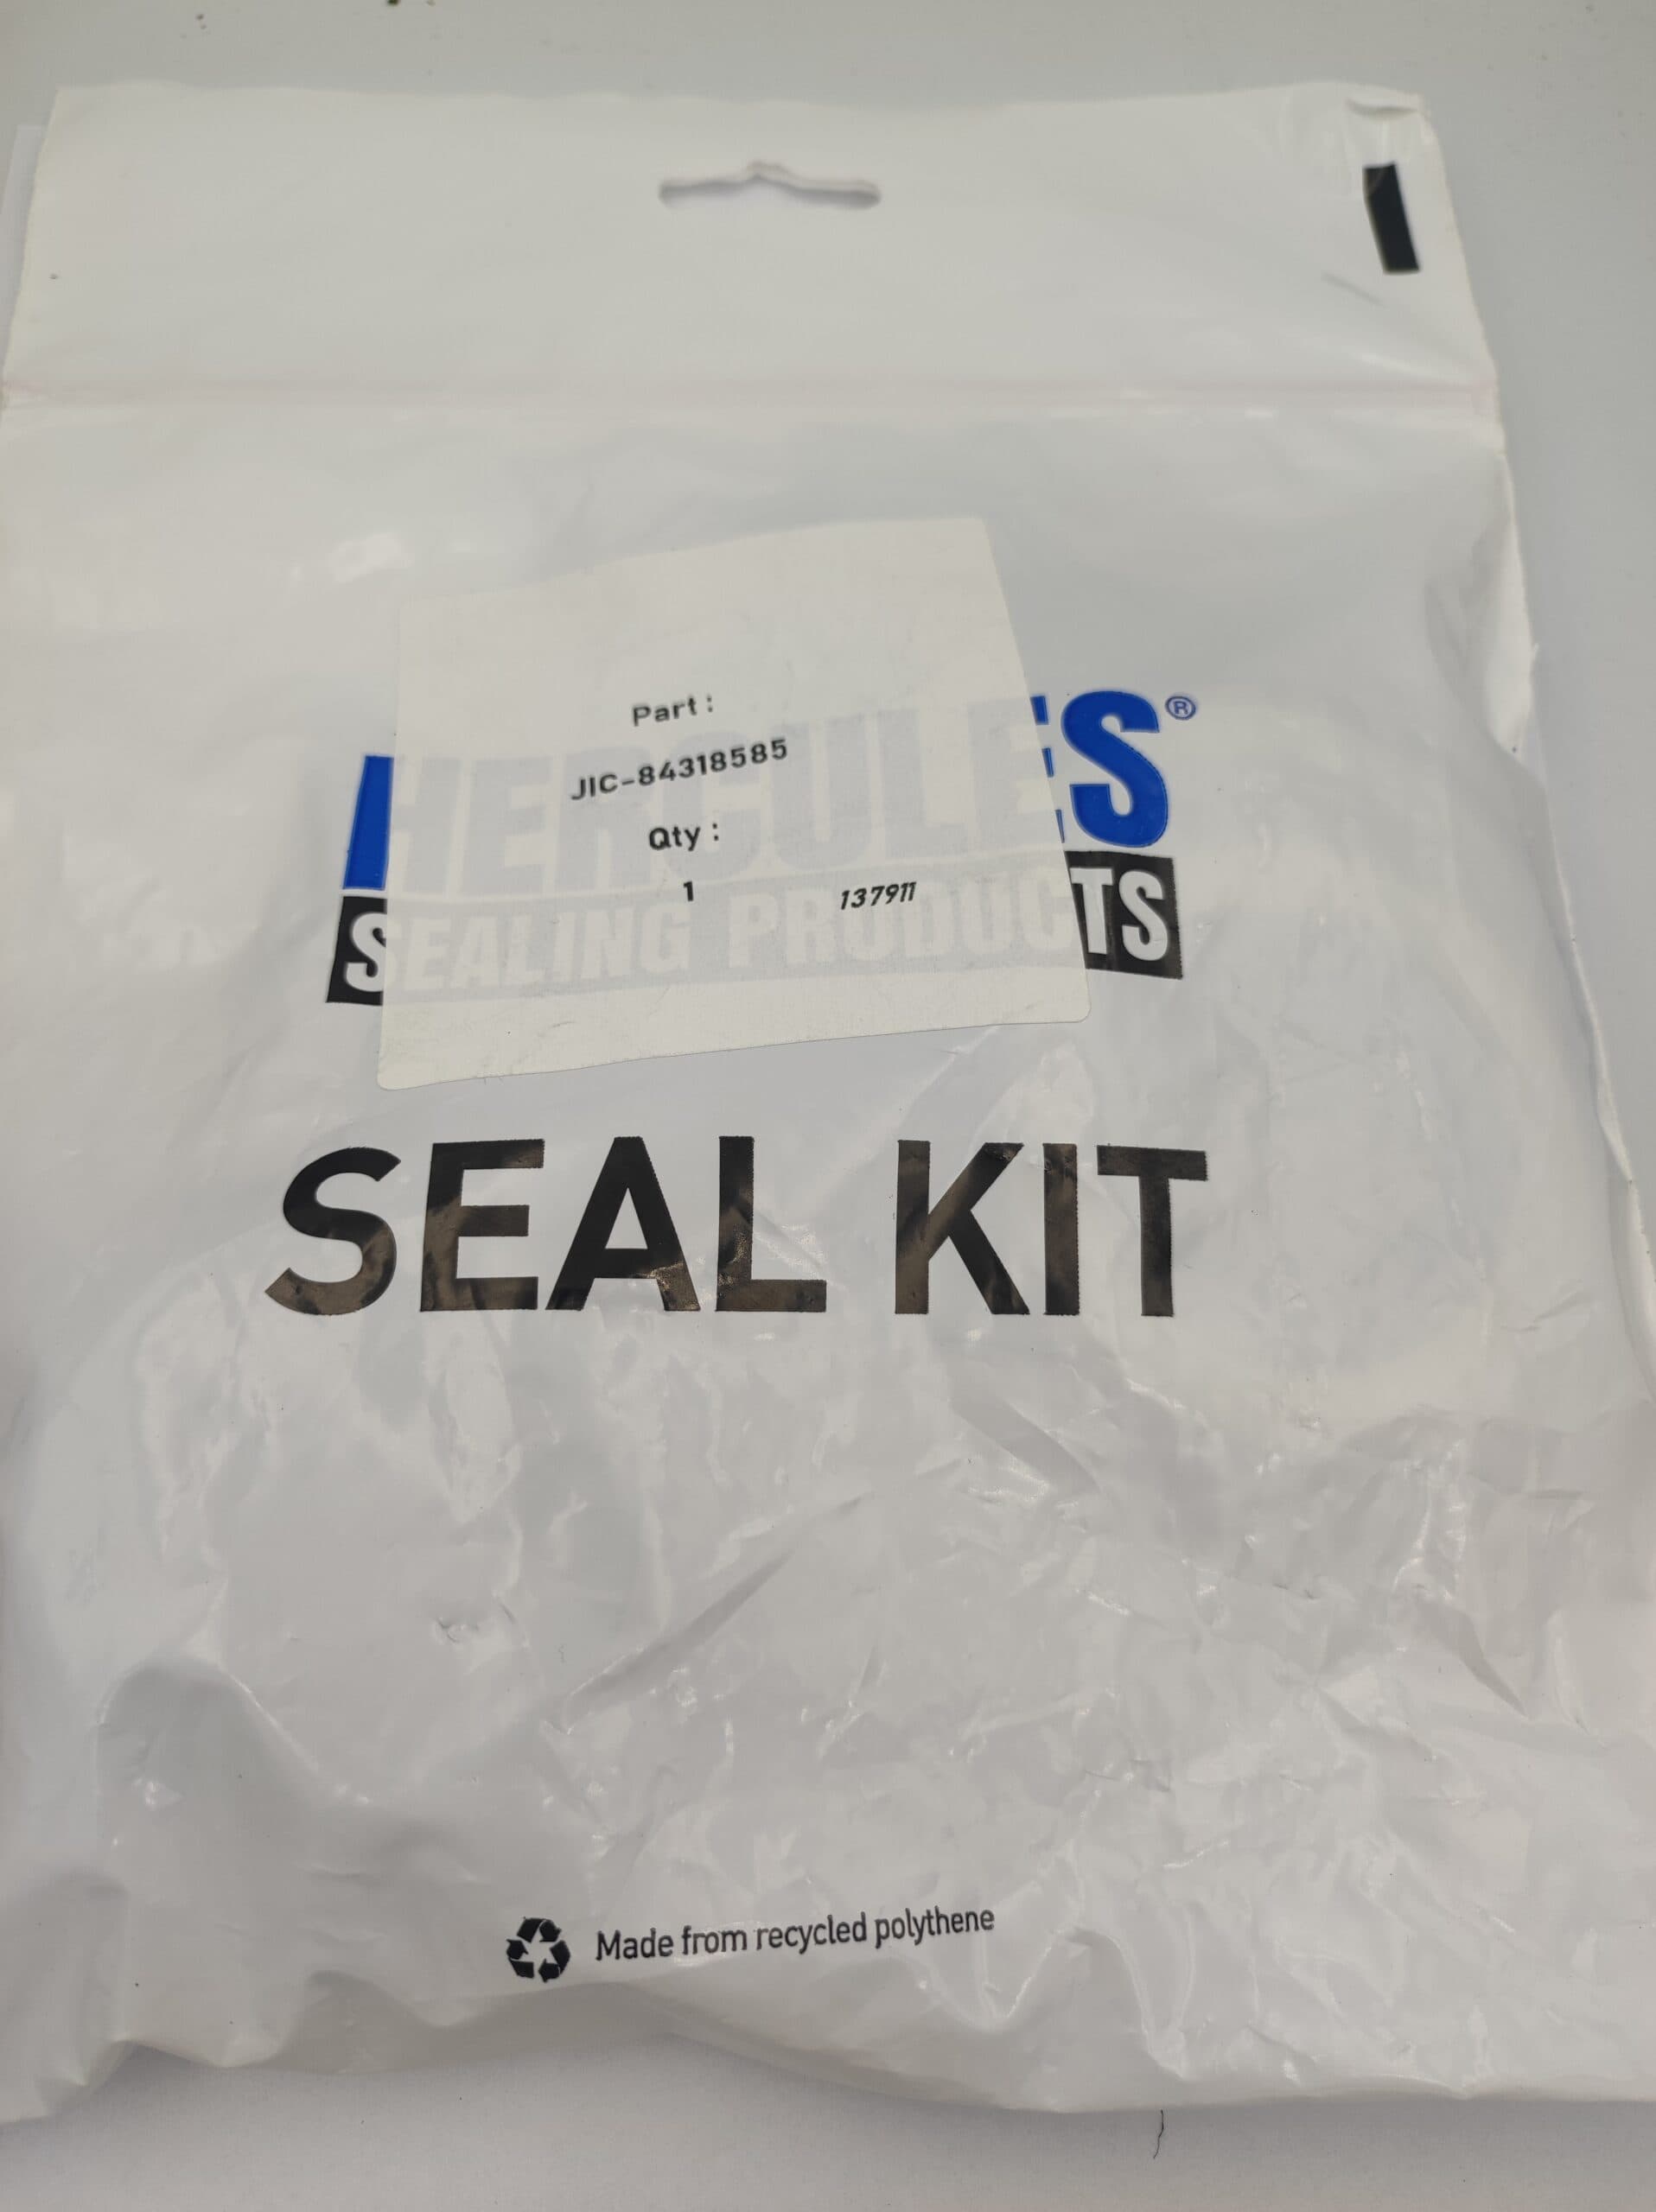 Part :
JIC-84318585
Qty :
1 137911
HERCULES®
SEALING PRODUCTS
SEAL KIT
Made from recycled polythene